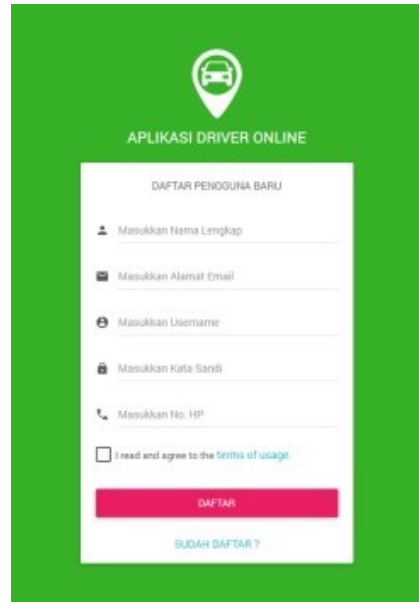 APLIKASI DRIVER ONLINE
DAFTAR PENGGUNA BARU
Masukkan Nama Lengkap
Masukkan Alamat Email
Masukkan Username
Masukkan Kata Sandi
Masukkan No. HP
I read and agree to the terms of usage.
DAFTAR
SUDAH DAFTAR ?